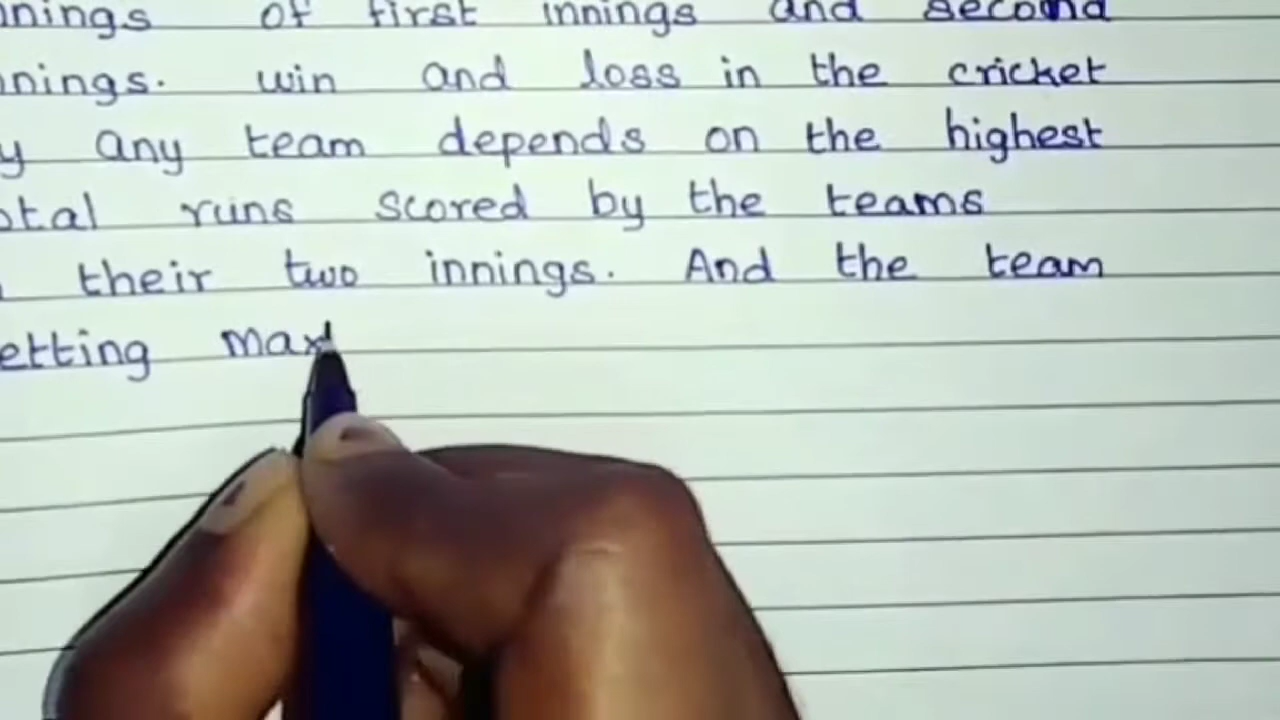 nnings of first innings and second
nnings. win and loss in the cricket
y any team depends on the highest
otal runs scored by the teams
their two innings. And the team
etting max